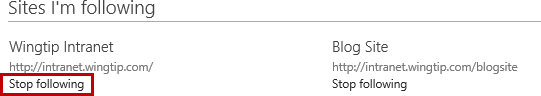 Sites I'm following
Wingtip Intranet
http://intranet.wingtip.com/
Stop following
Blog Site
http://intranet.wingtip.com/blogsite
Stop following